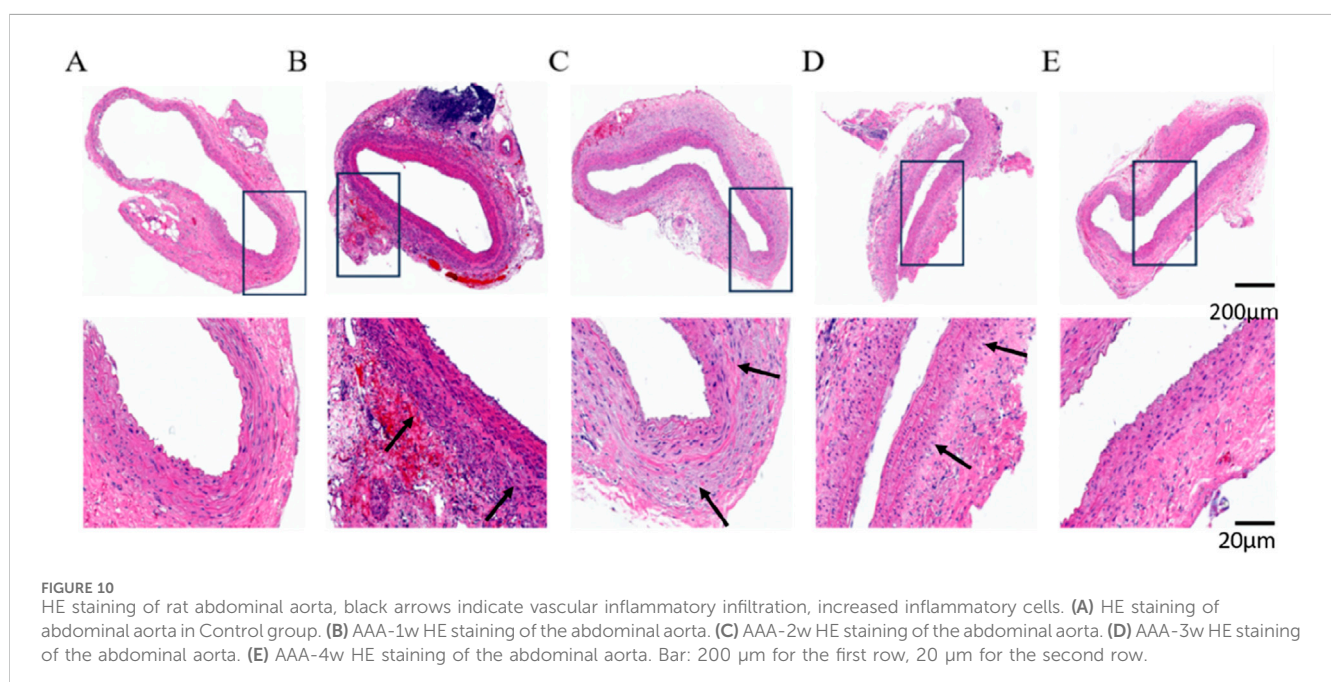 A B C D E
200µm
20µm
FIGURE 10
HE staining of rat abdominal aorta, black arrows indicate vascular inflammatory infiltration, increased inflammatory cells. (A) HE staining of
abdominal aorta in Control group. (B) AAA-1w HE staining of the abdominal aorta. (C) AAA-2w HE staining of the abdominal aorta. (D) AAA-3w HE staining
of the abdominal aorta. (E) AAA-4w HE staining of the abdominal aorta. Bar: 200 µm for the first row, 20 µm for the second row.